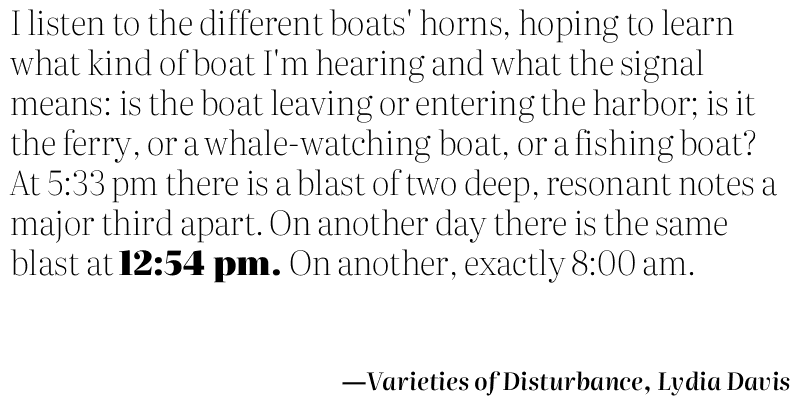 I listen to the different boats' horns, hoping to learn
what kind of boat I'm hearing and what the signal
means: is the boat leaving or entering the harbor; is it
the ferry, or a whale-watching boat, or a fishing boat?
At 5:33 pm there is a blast of two deep, resonant notes a
major third apart. On another day there is the same
blast at 12:54 pm. On another, exactly 8:00 am.
—Varieties of Disturbance, Lydia Davis